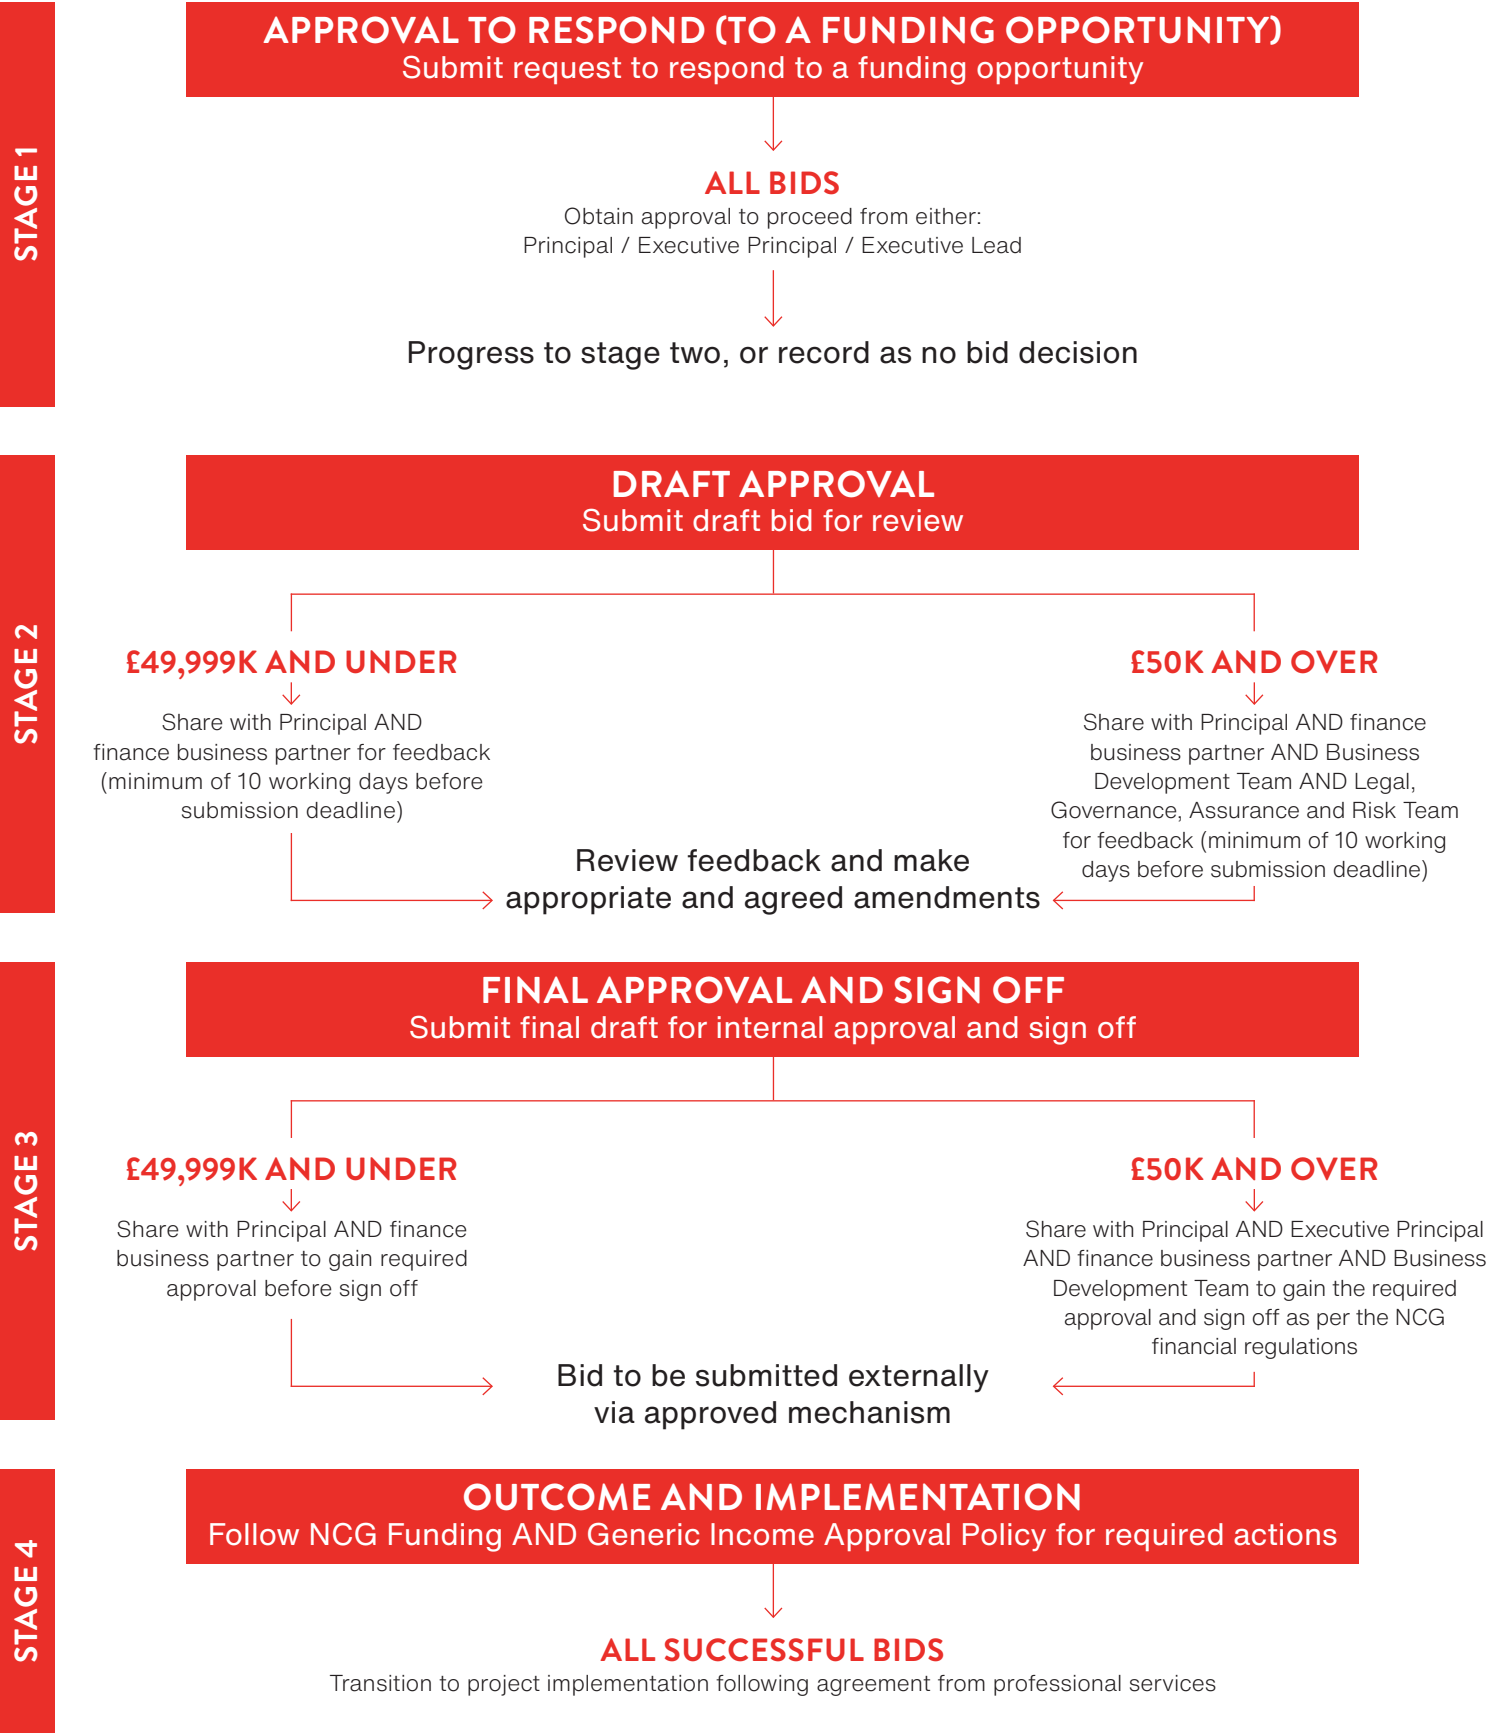 STAGE 1
APPROVAL TO RESPOND (TO A FUNDING OPPORTUNITY)
Submit request to respond to a funding opportunity
ALL BIDS
Obtain approval to proceed from either:
Principal / Executive Principal / Executive Lead
Progress to stage two, or record as no bid decision
STAGE 2
DRAFT APPROVAL
Submit draft bid for review
£49,999K AND UNDER
Share with Principal AND
finance business partner for feedback
(minimum of 10 working days before
submission deadline)
£50K AND OVER
Share with Principal AND finance
business partner AND Business
Development Team AND Legal,
Governance, Assurance and Risk Team
for feedback (minimum of 10 working
days before submission deadline)
Review feedback and make
appropriate and agreed amendments
STAGE 3
FINAL APPROVAL AND SIGN OFF
Submit final draft for internal approval and sign off
£49,999K AND UNDER
Share with Principal AND finance
business partner to gain required
approval before sign off
£50K AND OVER
Share with Principal AND Executive Principal
AND finance business partner AND Business
Development Team to gain the required
approval and sign off as per the NCG
financial regulations
Bid to be submitted externally
via approved mechanism
STAGE 4
OUTCOME AND IMPLEMENTATION
Follow NCG Funding AND Generic Income Approval Policy for required actions
ALL SUCCESSFUL BIDS
Transition to project implementation following agreement from professional services